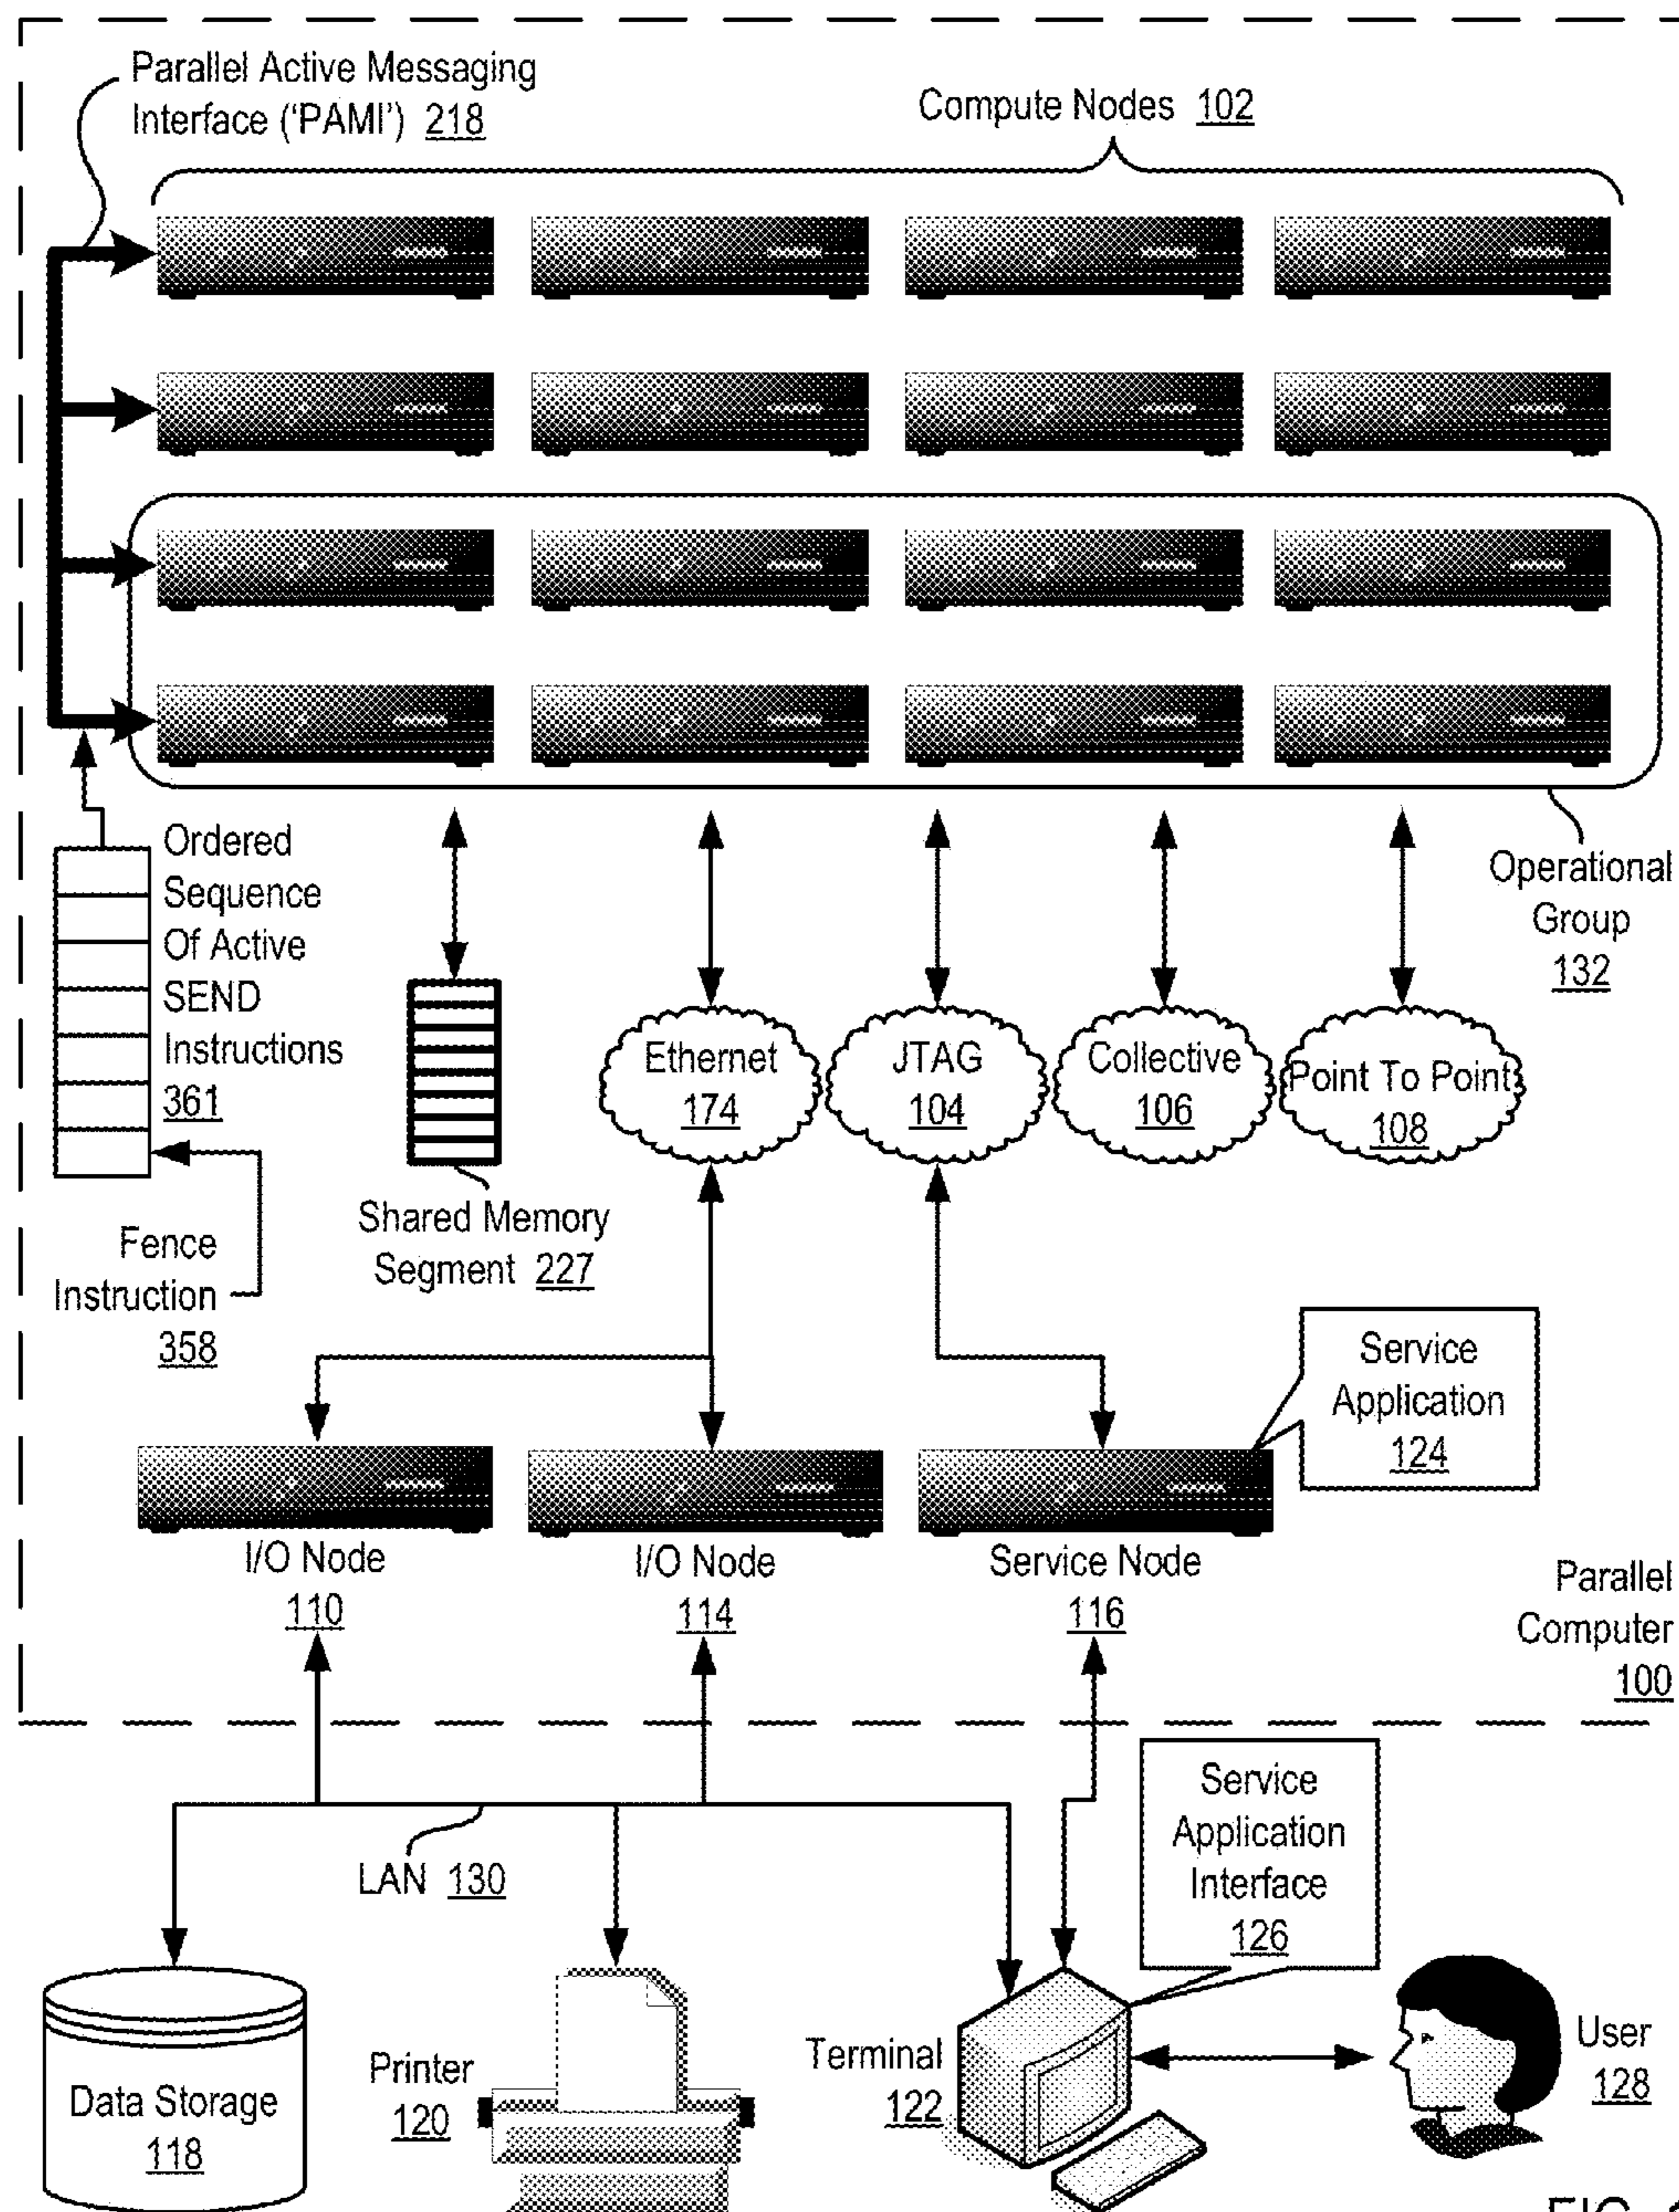 Parallel Active Messaging
Interface ('PAMI') 218
Compute Nodes 102
Ordered
Sequence
Of Active
SEND
Instructions
361
Operational
Group
132
Ethernet
174
JTAG
104
Collective
106
Point To Point
108
Shared Memory
Segment 227
Fence
Instruction
358
Service
Application
124
I/O Node
110
I/O Node
114
Service Node
116
Parallel
Computer
100
LAN 130
Service
Application
Interface
126
Data Storage
118
Printer
120
Terminal
122
User
128
FIG.